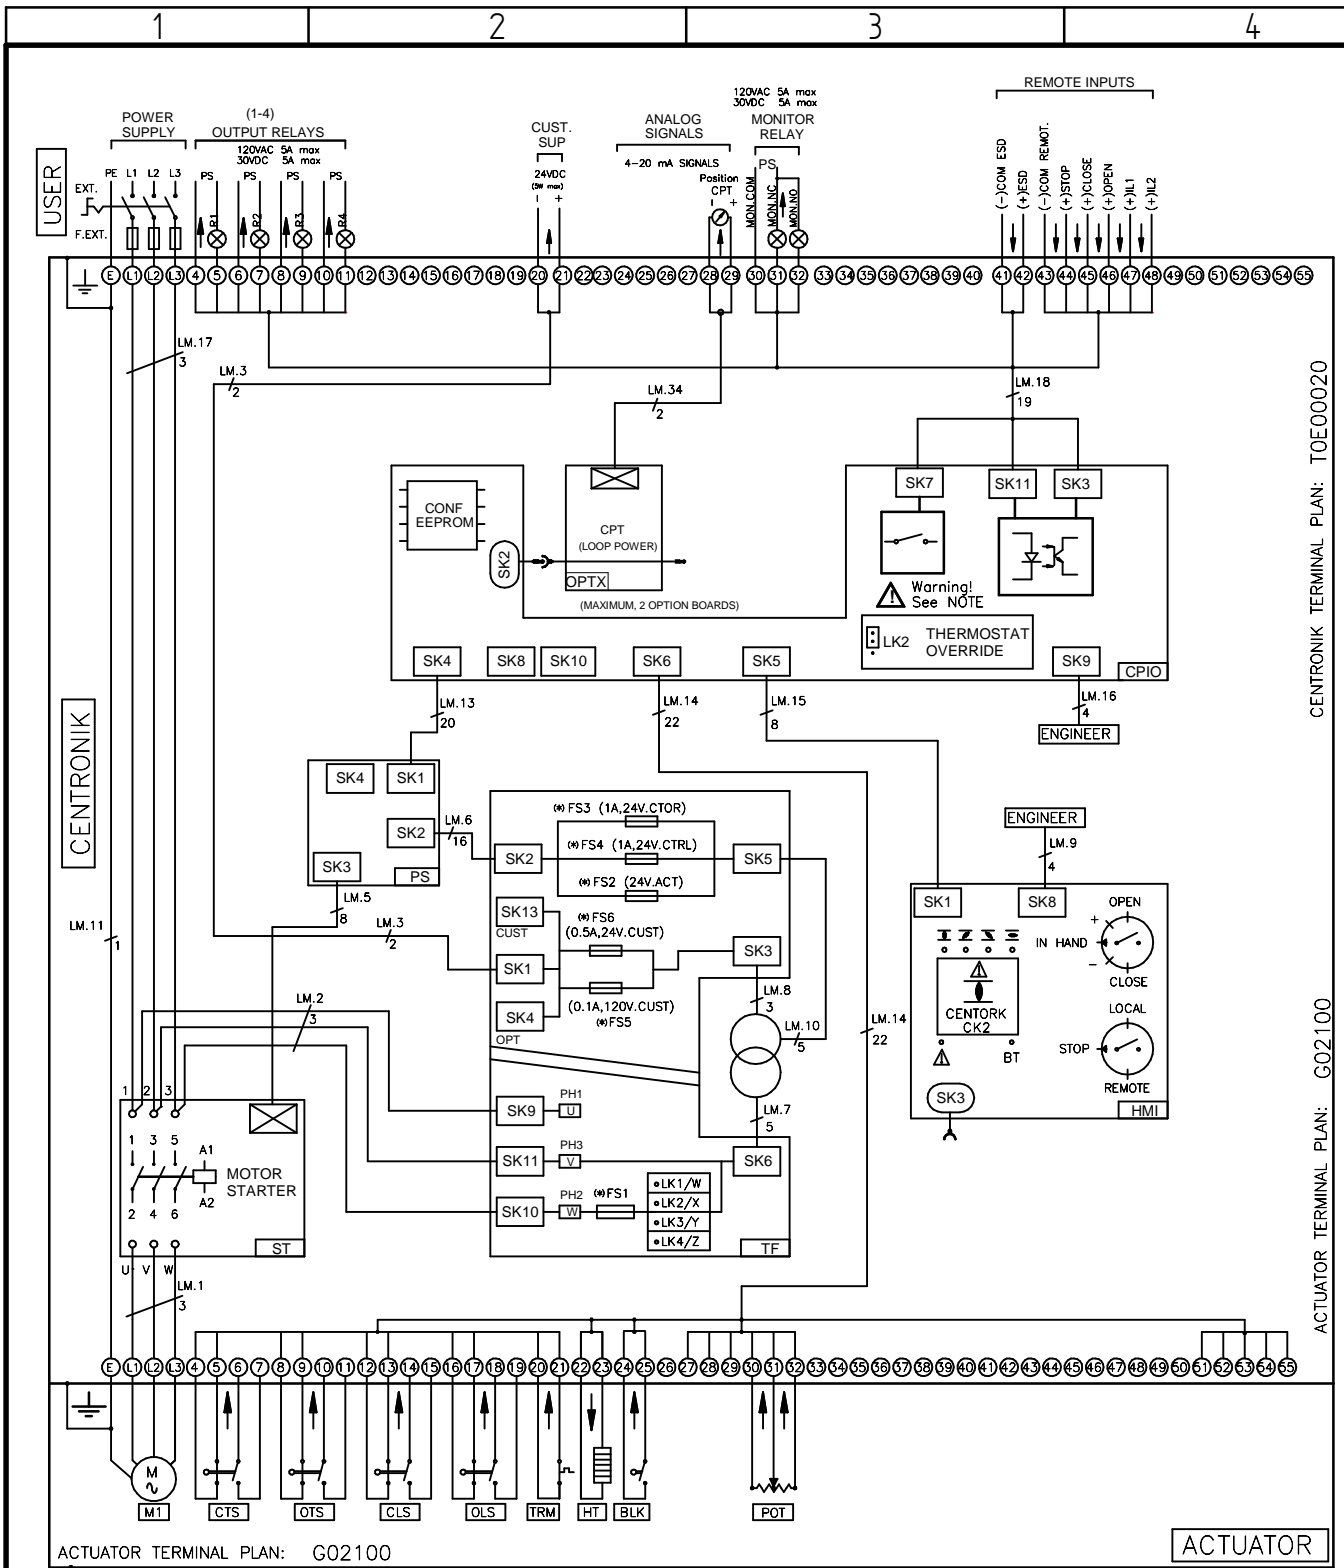 1 2 3 4
REMOTE INPUTS
120VAC 5A max
30VDC 5A max
POWER
SUPPLY
(1-4)
OUTPUT RELAYS
120VAC 5A max
30VDC 5A max
CUST.
SUP
24VDC
(5W max)
- +
ANALOG
SIGNALS
4-20 mA SIGNALS
Position
CPT
- +
MONITOR
RELAY
PS
MON.COM
MON.NC
MON.NO
(-)COM ESD
(+)ESD
(-)COM REMOT.
(+)STOP
(+)CLOSE
(+)OPEN
(+)IL1
(+)IL2
USER
EXT.
F.EXT.
PE L1 L2 L3
PS PS PS PS
R1 R2 R3 R4
E L1 L2 L3 4 5 6 7 8 9 10 11 12 13 14 15 16 17 18 19 20 21 22 23 24 25 26 27 28 29 30 31 32 33 34 35 36 37 38 39 40 41 42 43 44 45 46 47 48 49 50 51 52 53 54 55
LM.17
3
LM.3
2
LM.34
2
LM.18
19
CENTRONIK TERMINAL PLAN: T0E00020
CONF
EEPROM
SK2
CPT
(LOOP POWER)
OPTX
(MAXIMUM, 2 OPTION BOARDS)
SK7 SK11 SK3
Warning!
See NOTE
LK2
THERMOSTAT
OVERRIDE
SK4 SK8 SK10 SK6 SK5 SK9
CPIO
LM.13
20
LM.14
22
LM.15
8
LM.16
4
ENGINEER
CENTRONIK
SK4 SK1
SK2
SK3
PS
LM.6
16
LM.5
8
LM.3
2
LM.11
1
(*)FS3 (1A,24V.CTOR)
(*)FS4 (1A,24V.CTRL)
(*)FS2 (24V.ACT)
SK2 SK5
SK13
CUST
(*)FS6
(0.5A,24V.CUST)
SK1 SK3
(0.1A,120V.CUST)
(*)FS5
SK4
OPT
LM.8
3
LM.10
5
LM.14
22
LM.7
5
LM.2
3
SK9
PH1
U
SK11
PH3
V
SK6
SK10
PH2
W
(*)FS1
LK1/W
LK2/X
LK3/Y
LK4/Z
TF
ENGINEER
LM.9
4
SK1 SK8
OPEN
+
IN HAND
-
CLOSE
CENTORK
CK2
BT
LOCAL
STOP
REMOTE
SK3
HMI
1 2 3
1 3 5
A1
A2
MOTOR
STARTER
2 4 6
ST
U V W
LM.1
3
ACTUATOR TERMINAL PLAN: G02100
E L1 L2 L3 4 5 6 7 8 9 10 11 12 13 14 15 16 17 18 19 20 21 22 23 24 25 26 27 28 29 30 31 32 33 34 35 36 37 38 39 40 41 42 43 44 45 46 47 48 49 50 51 52 53 54 55
M
M1 CTS OTS CLS OLS TRM HT BLK POT
ACTUATOR TERMINAL PLAN: G02100
ACTUATOR